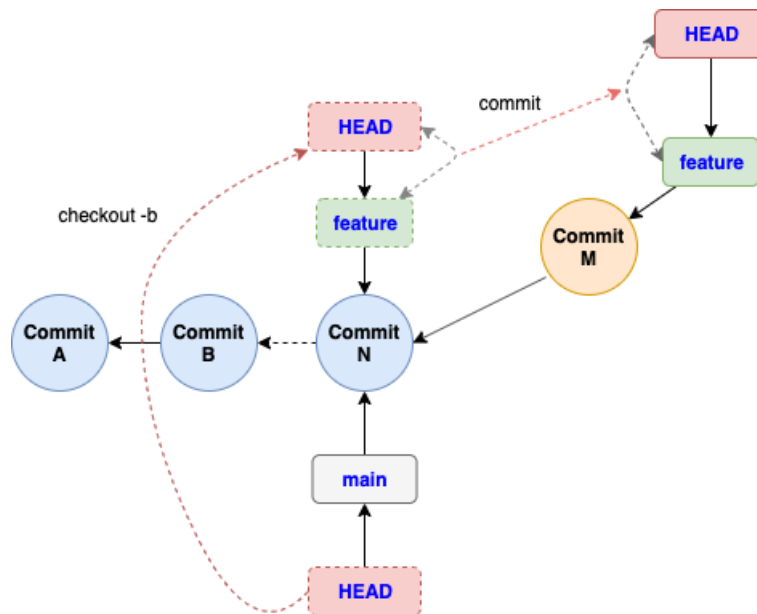 HEAD
commit
HEAD
feature
feature
checkout -b
Commit
M
Commit
A
Commit
B
Commit
N
main
HEAD